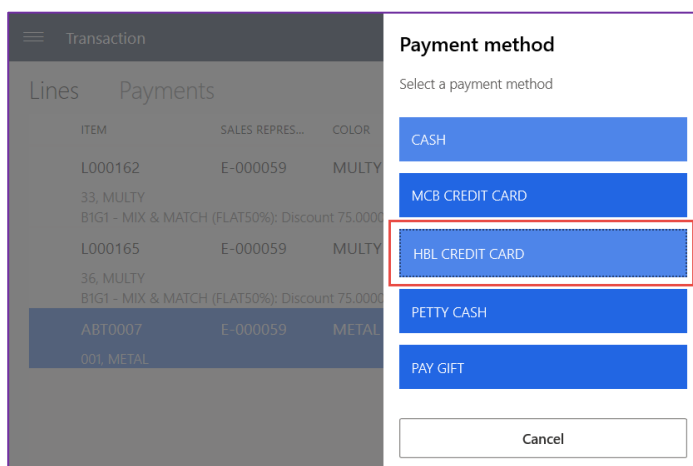 Transaction
Lines Payments
ITEM SALES REPRES... COLOR
L000162 E-000059 MULTY
33, MULTY
B1G1 - MIX & MATCH (FLAT50%): Discount 75.0000
L000165 E-000059 MULTY
36, MULTY
B1G1 - MIX & MATCH (FLAT50%): Discount 75.0000
ABT0007 E-000059 METAL
001, METAL
Payment method
Select a payment method
CASH
MCB CREDIT CARD
HBL CREDIT CARD
PETTY CASH
PAY GIFT
Cancel